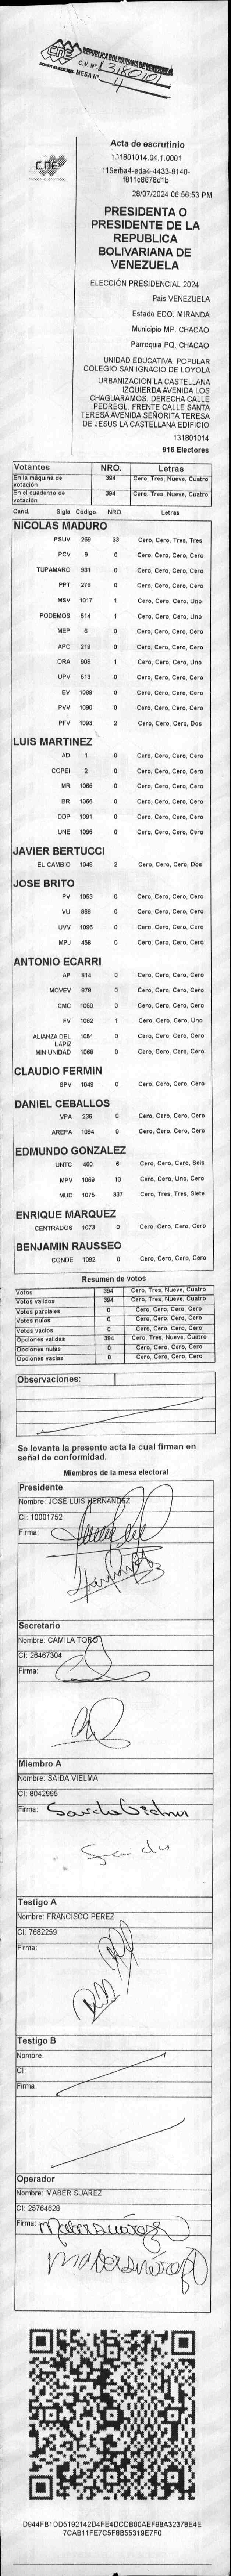 CNE
REPUBLICA BOLIVARIANA DE VENEZUELA
PODER ELECTORAL
C.V. Nº
MESA Nº 4
CNE
Acta de escrutinio
131801014.04.1.0001
28/07/2024 06:56:53 PM
PRESIDENTA O
PRESIDENTE DE LA
REPUBLICA
BOLIVARIANA DE
VENEZUELA
ELECCIÓN PRESIDENCIAL 2024
País VENEZUELA
Estado EDO. MIRANDA
Municipio MP. CHACAO
Parroquia PQ. CHACAO
UNIDAD EDUCATIVA POPULAR
COLEGIO SAN IGNACIO DE LOYOLA
URBANIZACION LA CASTELLANA
IZQUIERDA AVENIDA LOS
CHAGUARAMOS. DERECHA CALLE
PEDREGL. FRENTE CALLE SANTA
TERESA AVENIDA SEÑORITA TERESA
DE JESUS LA CASTELLANA EDIFICIO
131801014
916 Electores
Votantes NRO. Letras
En la máquina de votación 394 Cero, Tres, Nueve, Cuatro
En el cuaderno de votación 394 Cero, Tres, Nueve, Cuatro
Cand. Sigla Código NRO. Letras
NICOLAS MADURO
PSUV 269 33 Cero, Cero, Tres, Tres
PCV 9 0 Cero, Cero, Cero, Cero
TUPAMARO 931 0 Cero, Cero, Cero, Cero
PPT 276 0 Cero, Cero, Cero, Cero
MSV 1017 1 Cero, Cero, Cero, Uno
PODEMOS 514 1 Cero, Cero, Cero, Uno
MEP 6 0 Cero, Cero, Cero, Cero
APC 219 0 Cero, Cero, Cero, Cero
ORA 906 1 Cero, Cero, Cero, Uno
UPV 613 0 Cero, Cero, Cero, Cero
EV 1089 0 Cero, Cero, Cero, Cero
PVV 1090 0 Cero, Cero, Cero, Cero
PFV 1093 2 Cero, Cero, Cero, Dos
LUIS MARTINEZ
AD 1 0 Cero, Cero, Cero, Cero
COPEI 2 0 Cero, Cero, Cero, Cero
MR 1065 0 Cero, Cero, Cero, Cero
BR 1066 0 Cero, Cero, Cero, Cero
DDP 1091 0 Cero, Cero, Cero, Cero
UNE 1095 0 Cero, Cero, Cero, Cero
JAVIER BERTUCCI
EL CAMBIO 1048 2 Cero, Cero, Cero, Dos
JOSE BRITO
PV 1053 0 Cero, Cero, Cero, Cero
VU 868 0 Cero, Cero, Cero, Cero
UVV 1096 0 Cero, Cero, Cero, Cero
MPJ 458 0 Cero, Cero, Cero, Cero
ANTONIO ECARRI
AP 814 0 Cero, Cero, Cero, Cero
MOVEV 878 0 Cero, Cero, Cero, Cero
CMC 1050 0 Cero, Cero, Cero, Cero
FV 1062 1 Cero, Cero, Cero, Uno
ALIANZA DEL LAPIZ 1051 0 Cero, Cero, Cero, Cero
MIN UNIDAD 1068 0 Cero, Cero, Cero, Cero
CLAUDIO FERMIN
SPV 1049 0 Cero, Cero, Cero, Cero
DANIEL CEBALLOS
VPA 236 0 Cero, Cero, Cero, Cero
AREPA 1094 0 Cero, Cero, Cero, Cero
EDMUNDO GONZALEZ
UNTC 460 6 Cero, Cero, Cero, Seis
MPV 1069 10 Cero, Cero, Uno, Cero
MUD 1076 337 Cero, Tres, Tres, Siete
ENRIQUE MARQUEZ
CENTRADOS 1073 0 Cero, Cero, Cero, Cero
BENJAMIN RAUSSEO
CONDE 1092 0 Cero, Cero, Cero, Cero
Resumen de votos
Votos 394 Cero, Tres, Nueve, Cuatro
Votos validos 394 Cero, Tres, Nueve, Cuatro
Votos parciales 0 Cero, Cero, Cero, Cero
Votos nulos 0 Cero, Cero, Cero, Cero
Votos vacios 0 Cero, Cero, Cero, Cero
Opciones validas 394 Cero, Tres, Nueve, Cuatro
Opciones nulas 0 Cero, Cero, Cero, Cero
Opciones vacias 0 Cero, Cero, Cero, Cero
Observaciones:
Se levanta la presente acta la cual firman en
señal de conformidad.
Miembros de la mesa electoral
Presidente
Nombre: JOSE LUIS HERNANDEZ
CI: 10001752
Firma:
Secretario
Nombre: CAMILA TORO
CI: 26467304
Firma:
Miembro A
Nombre: SAIDA VIELMA
CI: 8042995
Firma:
Testigo A
Nombre: FRANCISCO PEREZ
CI: 7682259
Firma:
Testigo B
Nombre:
CI:
Firma:
Operador
Nombre: MABER SUAREZ
CI: 25764628
Firma: Maber Suarez